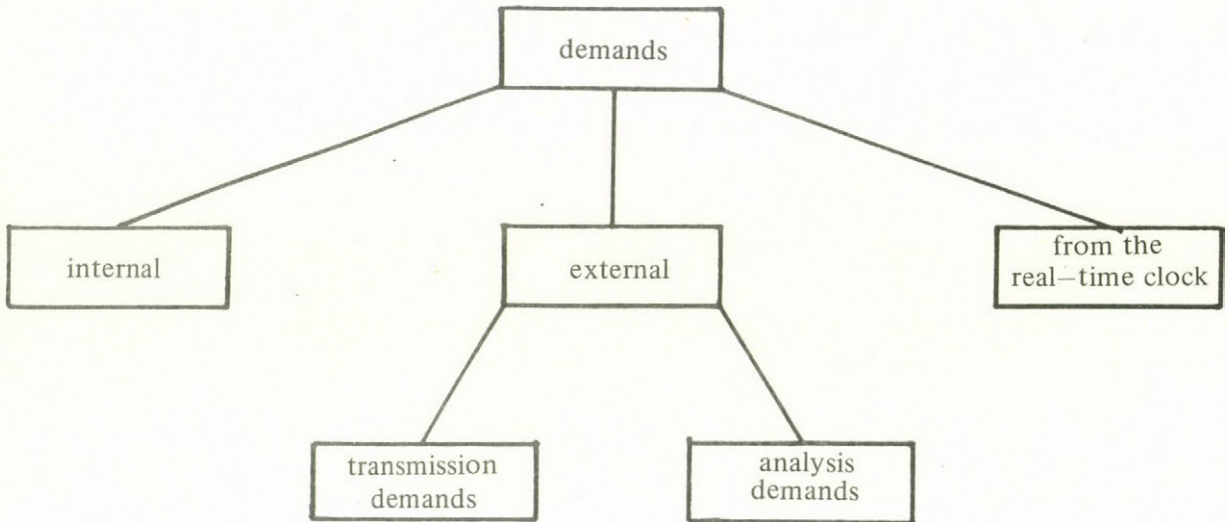 demands
internal
external
from the
real—time clock
transmission
demands
analysis
demands